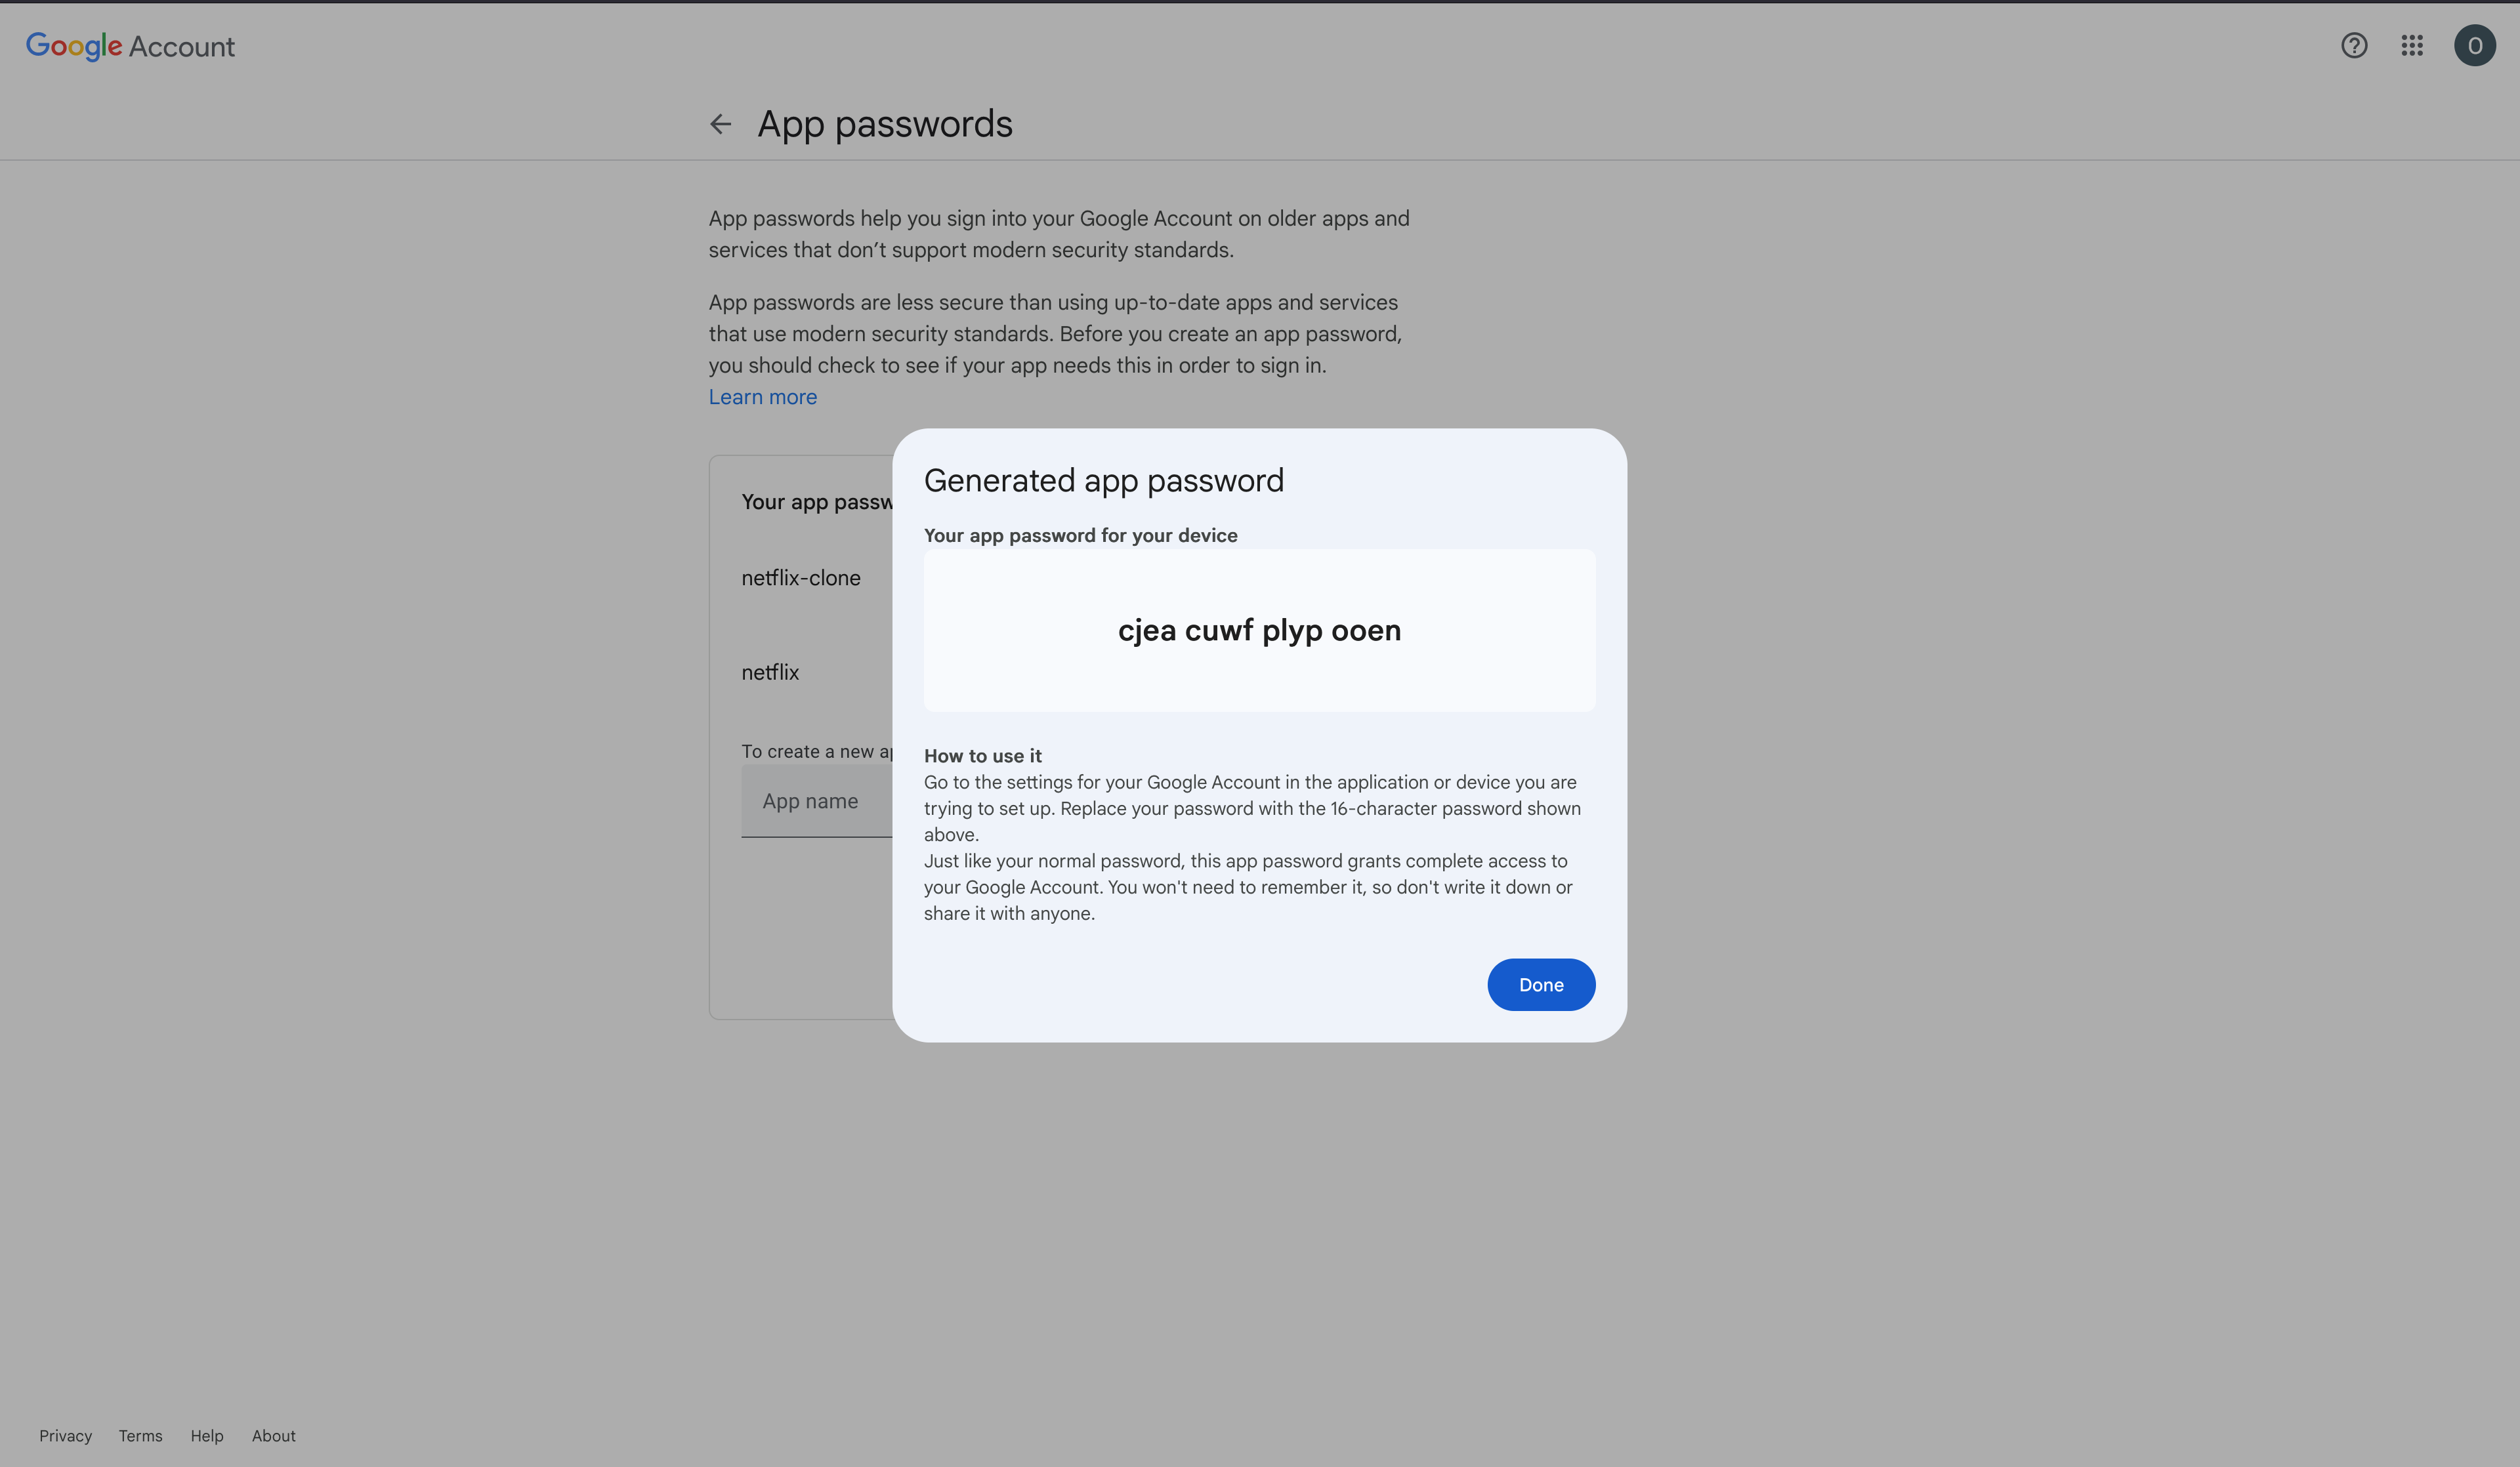 Google Account
O
App passwords
App passwords help you sign into your Google Account on older apps and
services that don’t support modern security standards.
App passwords are less secure than using up-to-date apps and services
that use modern security standards. Before you create an app password,
you should check to see if your app needs this in order to sign in.
Learn more
Your app passw
netflix-clone
netflix
To create a new ap
App name
Generated app password
Your app password for your device
cjea cuwf plyp ooen
How to use it
Go to the settings for your Google Account in the application or device you are
trying to set up. Replace your password with the 16-character password shown
above.
Just like your normal password, this app password grants complete access to
your Google Account. You won't need to remember it, so don't write it down or
share it with anyone.
Done
Privacy Terms Help About